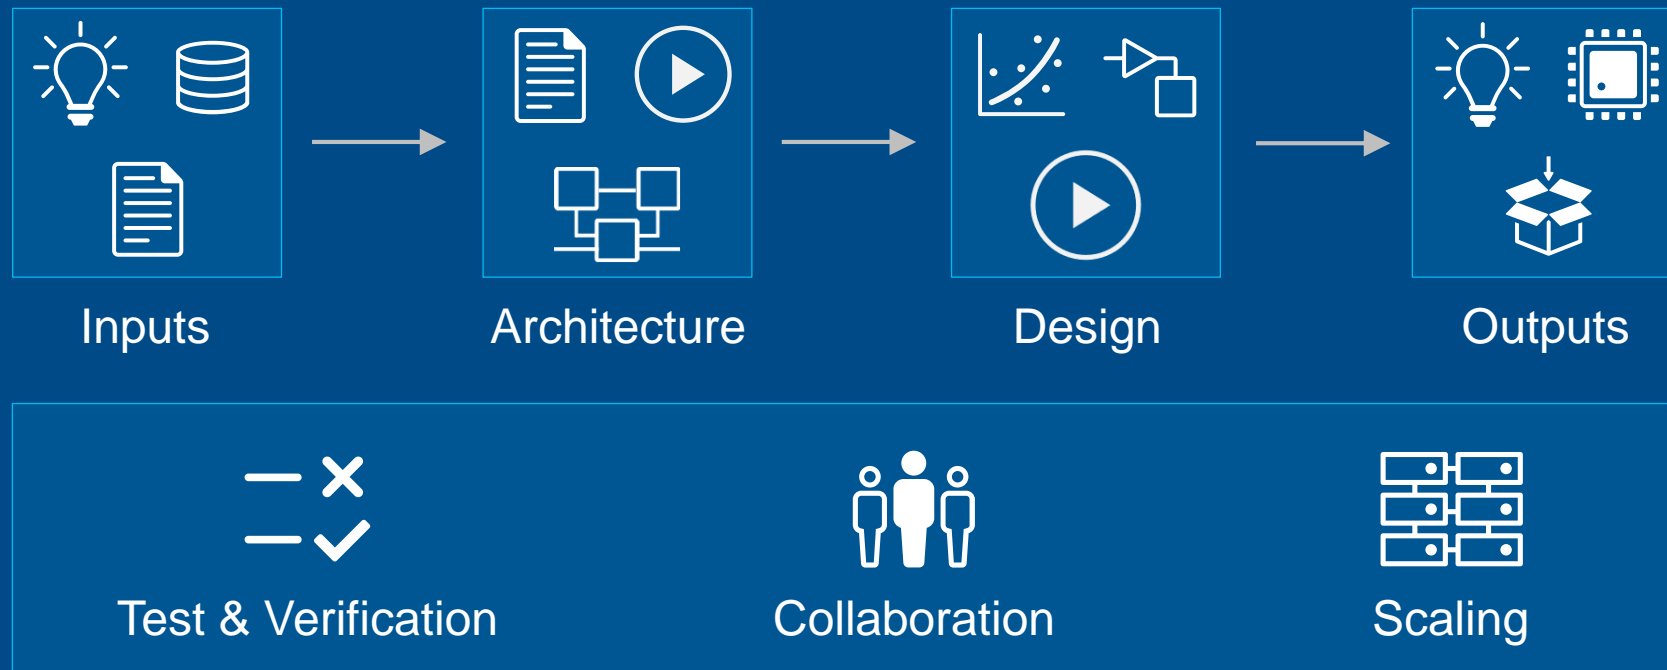 Inputs
Architecture
Design
Outputs
Test & Verification
Collaboration
Scaling